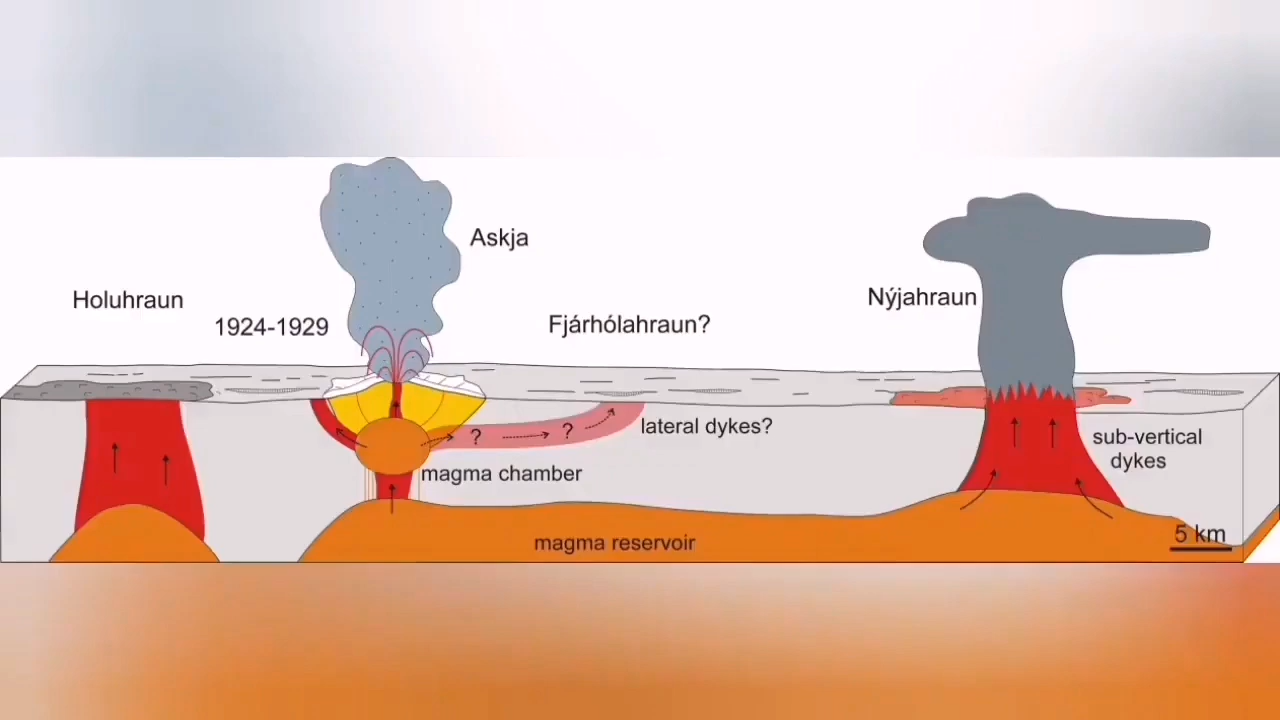 Askja
Holuhraun
Nýjahraun
1924-1929
Fjárhólahraun?
lateral dykes?
?
?
sub-vertical
dykes
magma chamber
magma reservoir
5 km